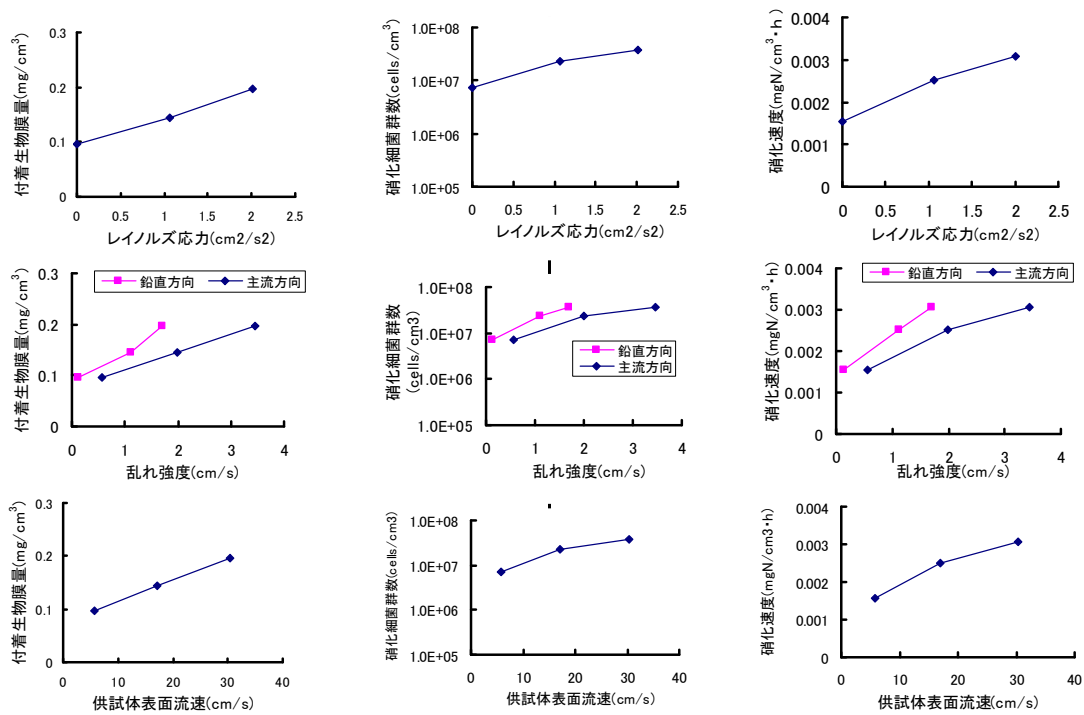 付着生物膜量(mg/cm³)
0.3
0.2
0.1
0
0 0.5 1 1.5 2 2.5
レイノルズ応力(cm2/s2)
硝化細菌群数(cells/cm³)
1.0E+08
1.0E+07
1.0E+06
1.0E+05
0 0.5 1 1.5 2 2.5
レイノルズ応力(cm2/s2)
硝化速度(mgN/cm³・h)
0.004
0.003
0.002
0.001
0
0 0.5 1 1.5 2 2.5
レイノルズ応力(cm2/s2)
付着生物膜量(mg/cm³)
鉛直方向 主流方向
0.3
0.2
0.1
0
0 1 2 3 4
乱れ強度(cm/s)
硝化細菌群数
(cells/cm3)
1.0E+08
1.0E+07
1.0E+06
1.0E+05
鉛直方向
主流方向
0 1 2 3 4
乱れ強度(cm/s)
硝化速度(mgN/cm³・h)
鉛直方向 主流方向
0.004
0.003
0.002
0.001
0
0 1 2 3 4
乱れ強度(cm/s)
付着生物膜量(mg/cm³)
0.3
0.2
0.1
0
0 10 20 30 40
供試体表面流速(cm/s)
硝化細菌群数(cells/cm3)
1.0E+08
1.0E+07
1.0E+06
1.0E+05
0 10 20 30 40
供試体表面流速(cm/s)
硝化速度(mgN/cm3・h)
0.004
0.003
0.002
0.001
0.000
0 10 20 30 40
供試体表面流速(cm/s)